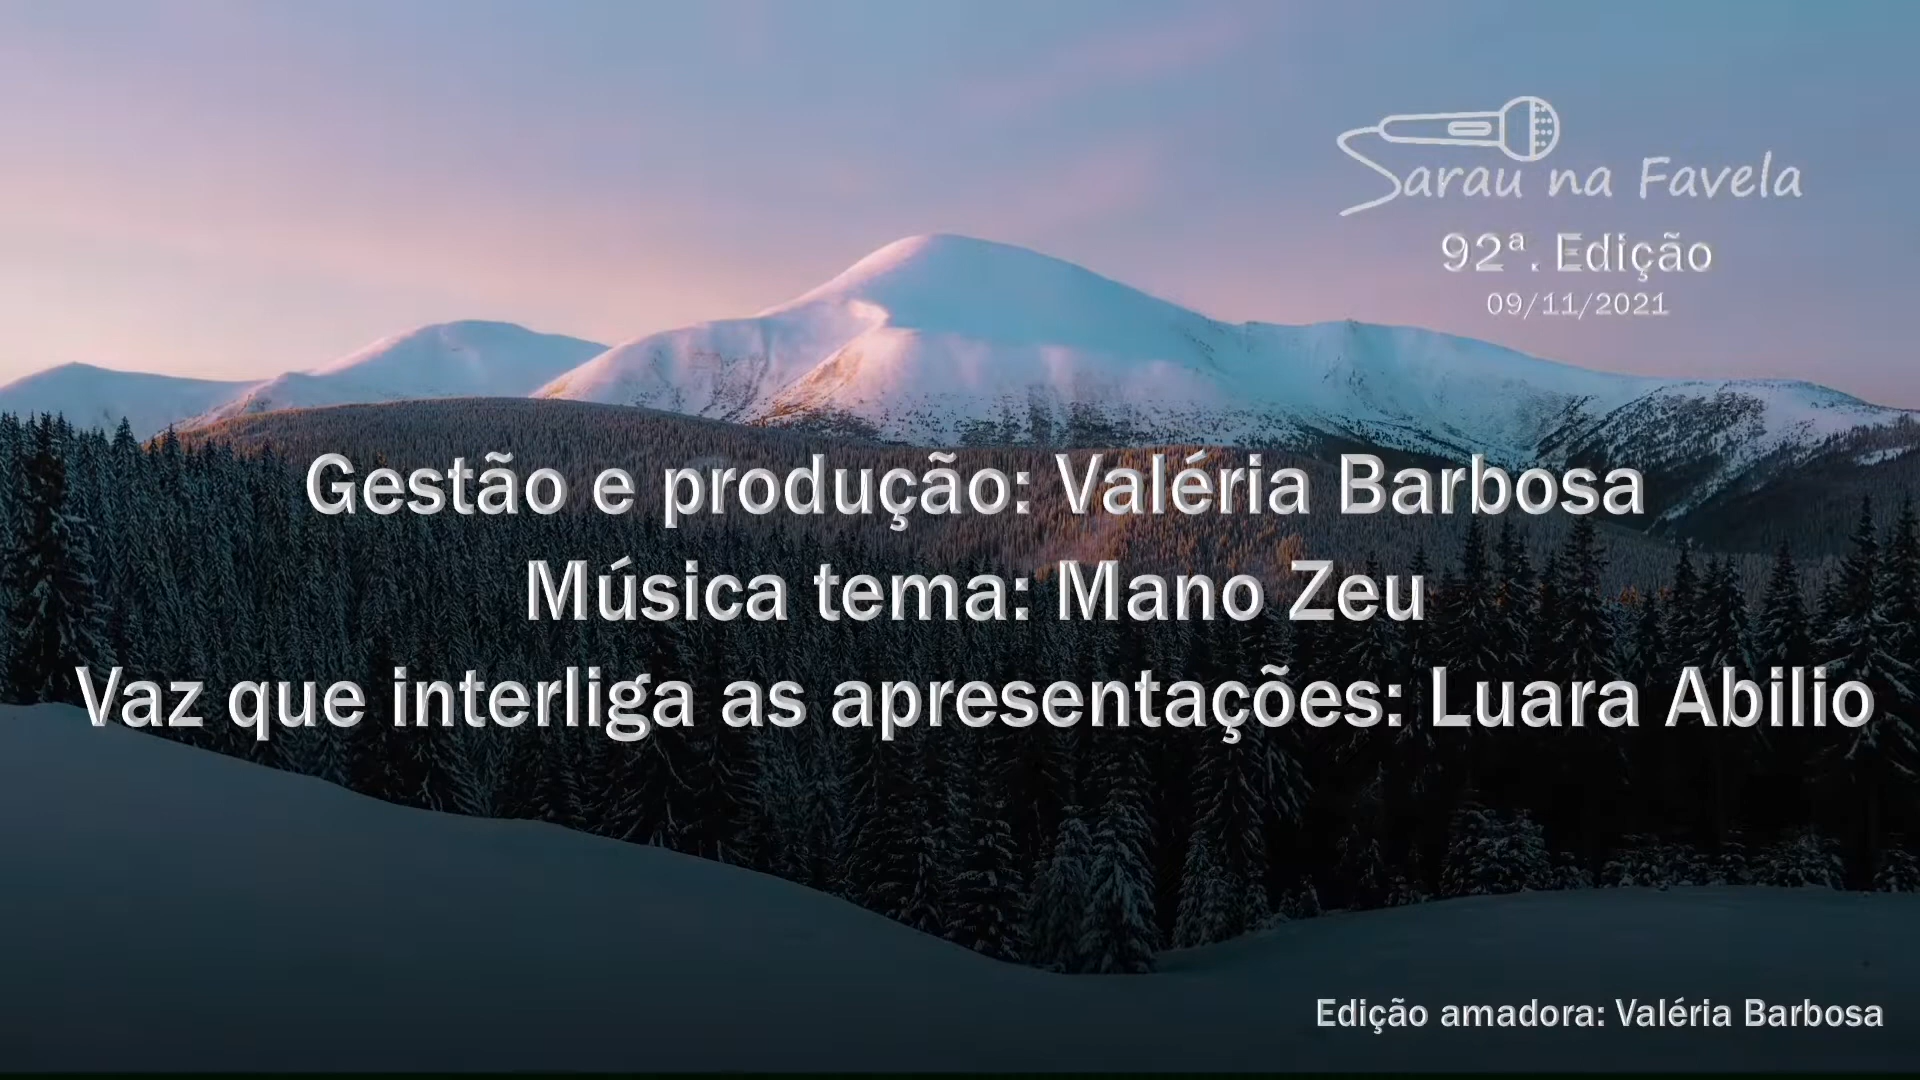 Sarau na Favela
92ª. Edição
09/11/2021
Gestão e produção: Valéria Barbosa
Música tema: Mano Zeu
Vaz que interliga as apresentações: Luara Abilio
Edição amadora: Valéria Barbosa